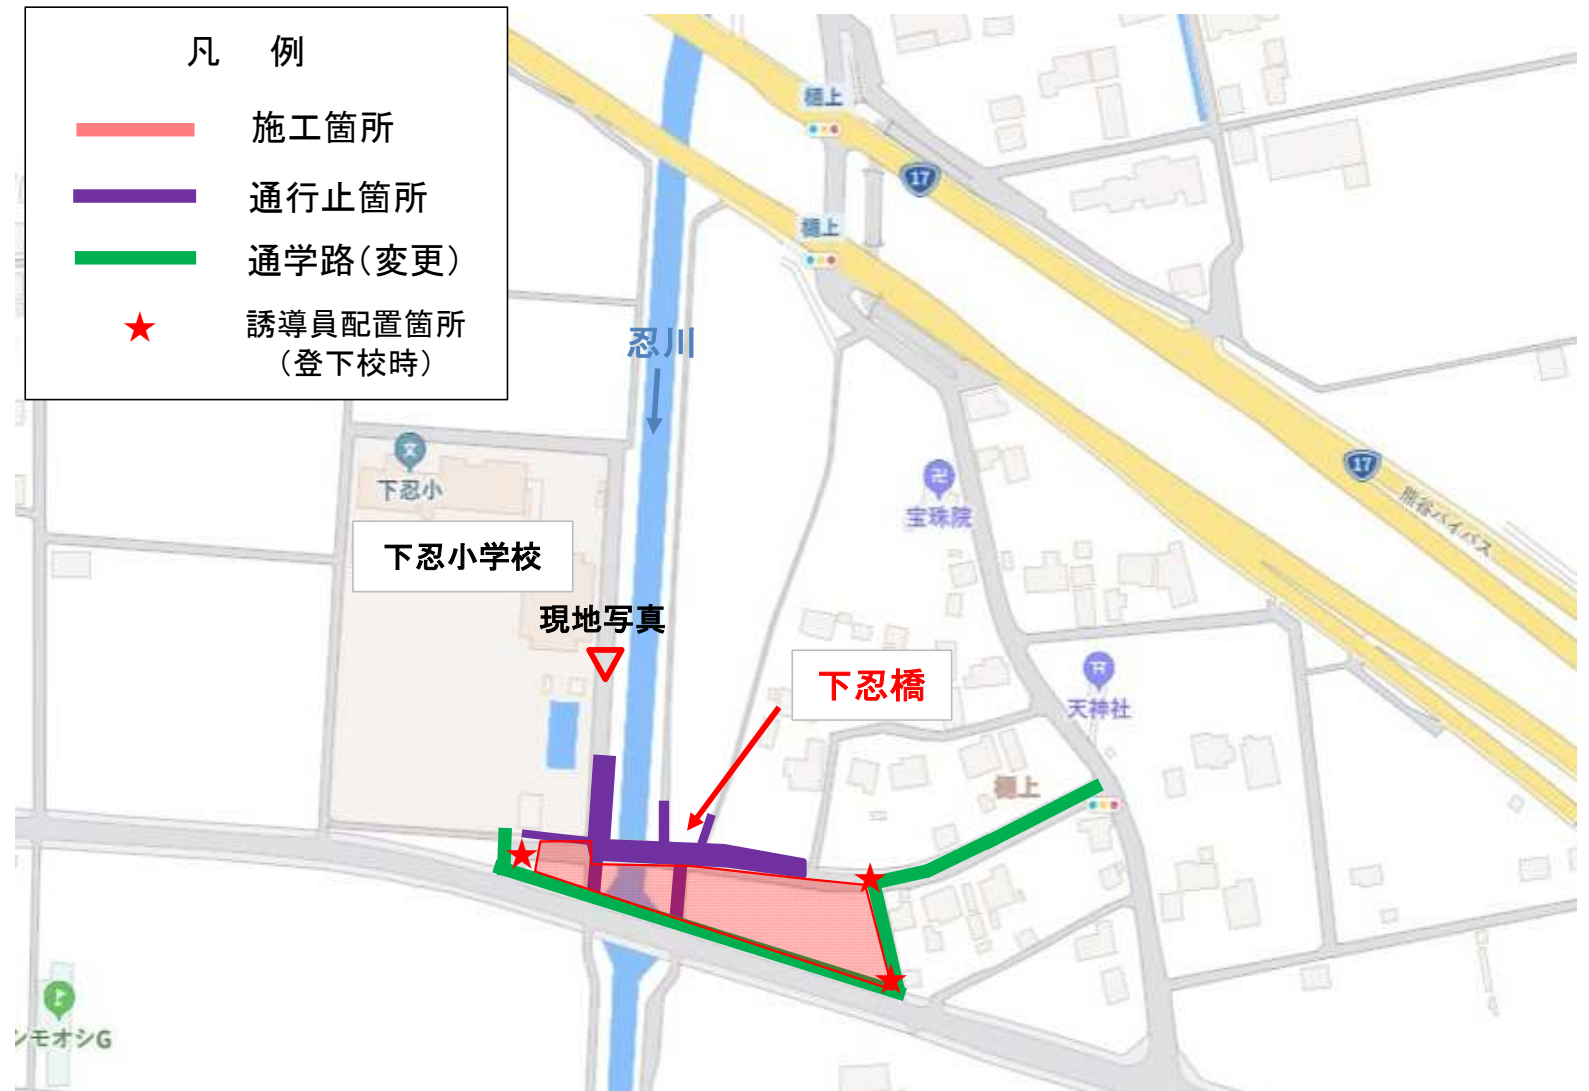 凡　例
施工箇所
通行止箇所
通学路（変更）
誘導員配置箇所
（登下校時）
樋上
17
樋上
忍川
文
下忍小
下忍小学校
卍
宝珠院
17
熊谷バイパス
現地写真
下忍橋
天神社
樋上
ンモオシG